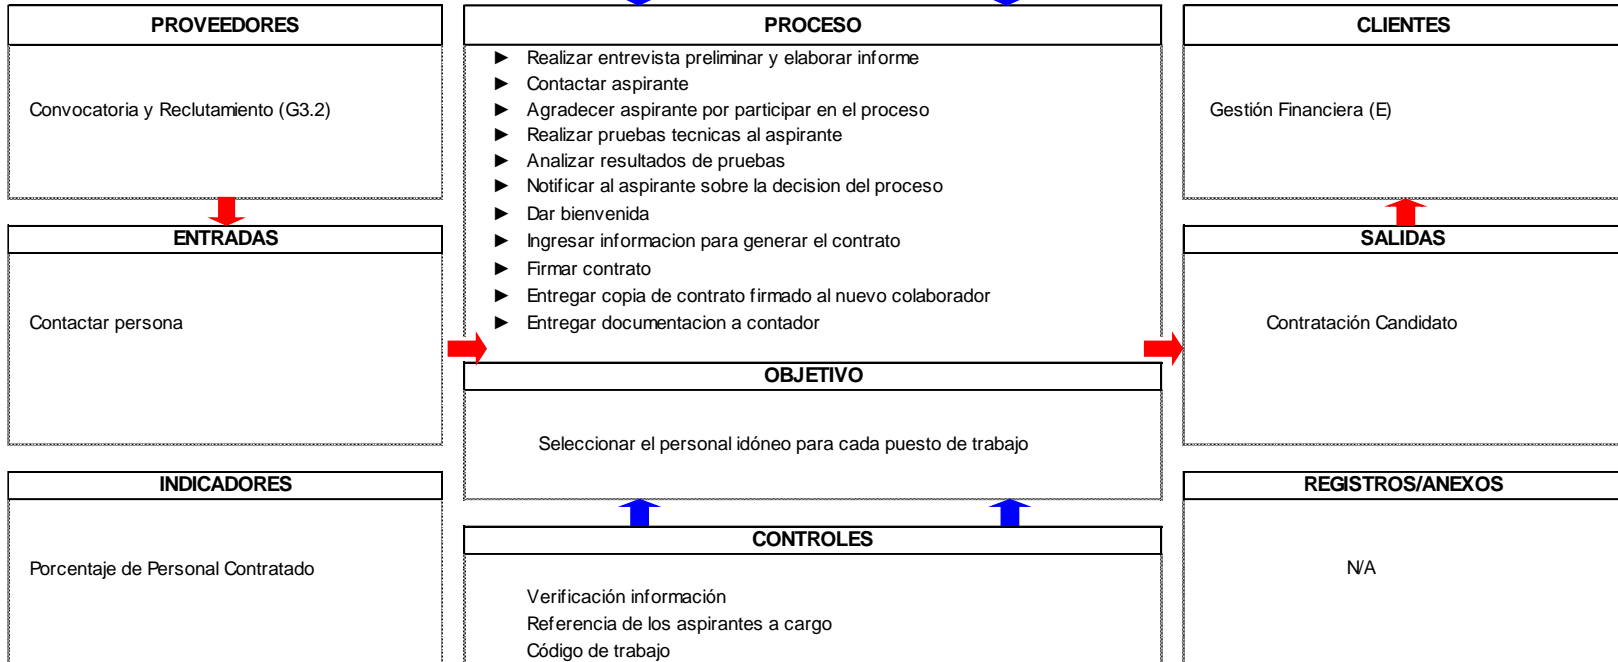 PROVEEDORES
Convocatoria y Reclutamiento (G3.2)
ENTRADAS
Contactar persona
INDICADORES
Porcentaje de Personal Contratado
PROCESO
► Realizar entrevista preliminar y elaborar informe
► Contactar aspirante
► Agradecer aspirante por participar en el proceso
► Realizar pruebas tecnicas al aspirante
► Analizar resultados de pruebas
► Notificar al aspirante sobre la decision del proceso
► Dar bienvenida
► Ingresar informacion para generar el contrato
► Firmar contrato
► Entregar copia de contrato firmado al nuevo colaborador
► Entregar documentacion a contador
OBJETIVO
Seleccionar el personal idóneo para cada puesto de trabajo
CONTROLES
Verificación información
Referencia de los aspirantes a cargo
Código de trabajo
CLIENTES
Gestión Financiera (E)
SALIDAS
Contratación Candidato
REGISTROS/ANEXOS
N/A